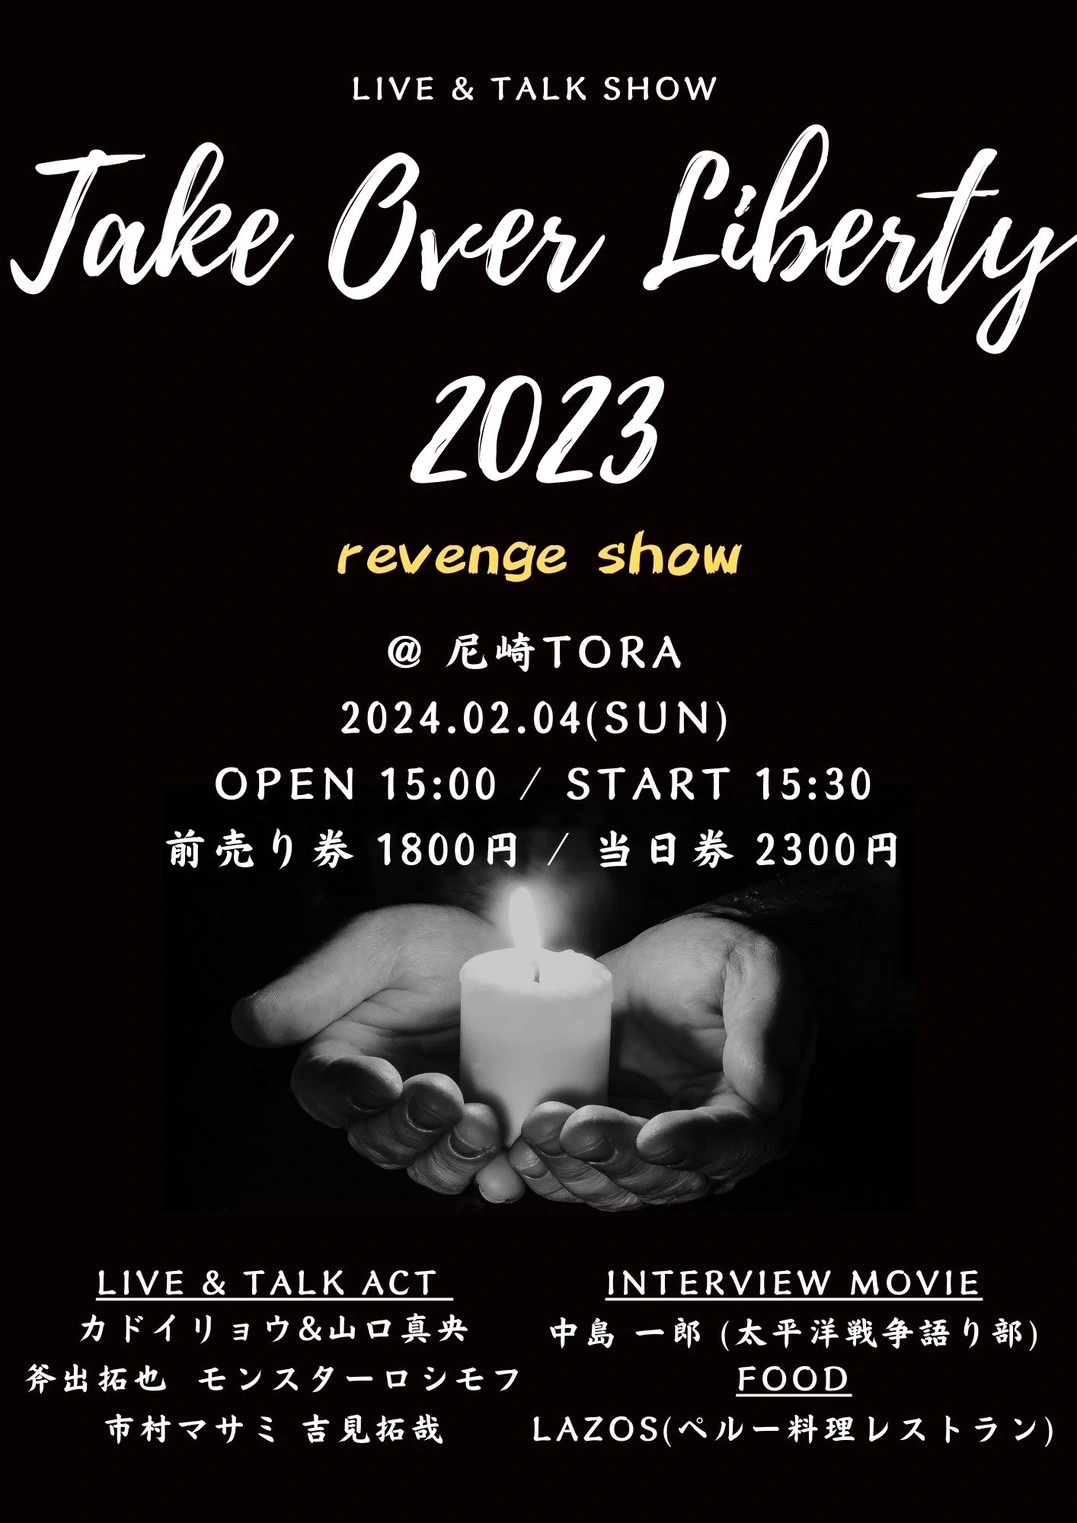 LIVE & TALK SHOW
Take Over Liberty
2023
revenge show
@ 尼崎TORA
2024.02.04(SUN)
OPEN 15:00 / START 15:30
前売り券 1800円 / 当日券 2300円
LIVE & TALK ACT
カドイリョウ&山口真央
斧出拓也 モンスターロシモフ
市村マサミ 吉見拓哉
INTERVIEW MOVIE
中島 一郎 (太平洋戦争語り部)
FOOD
LAZOS(ペルー料理レストラン)